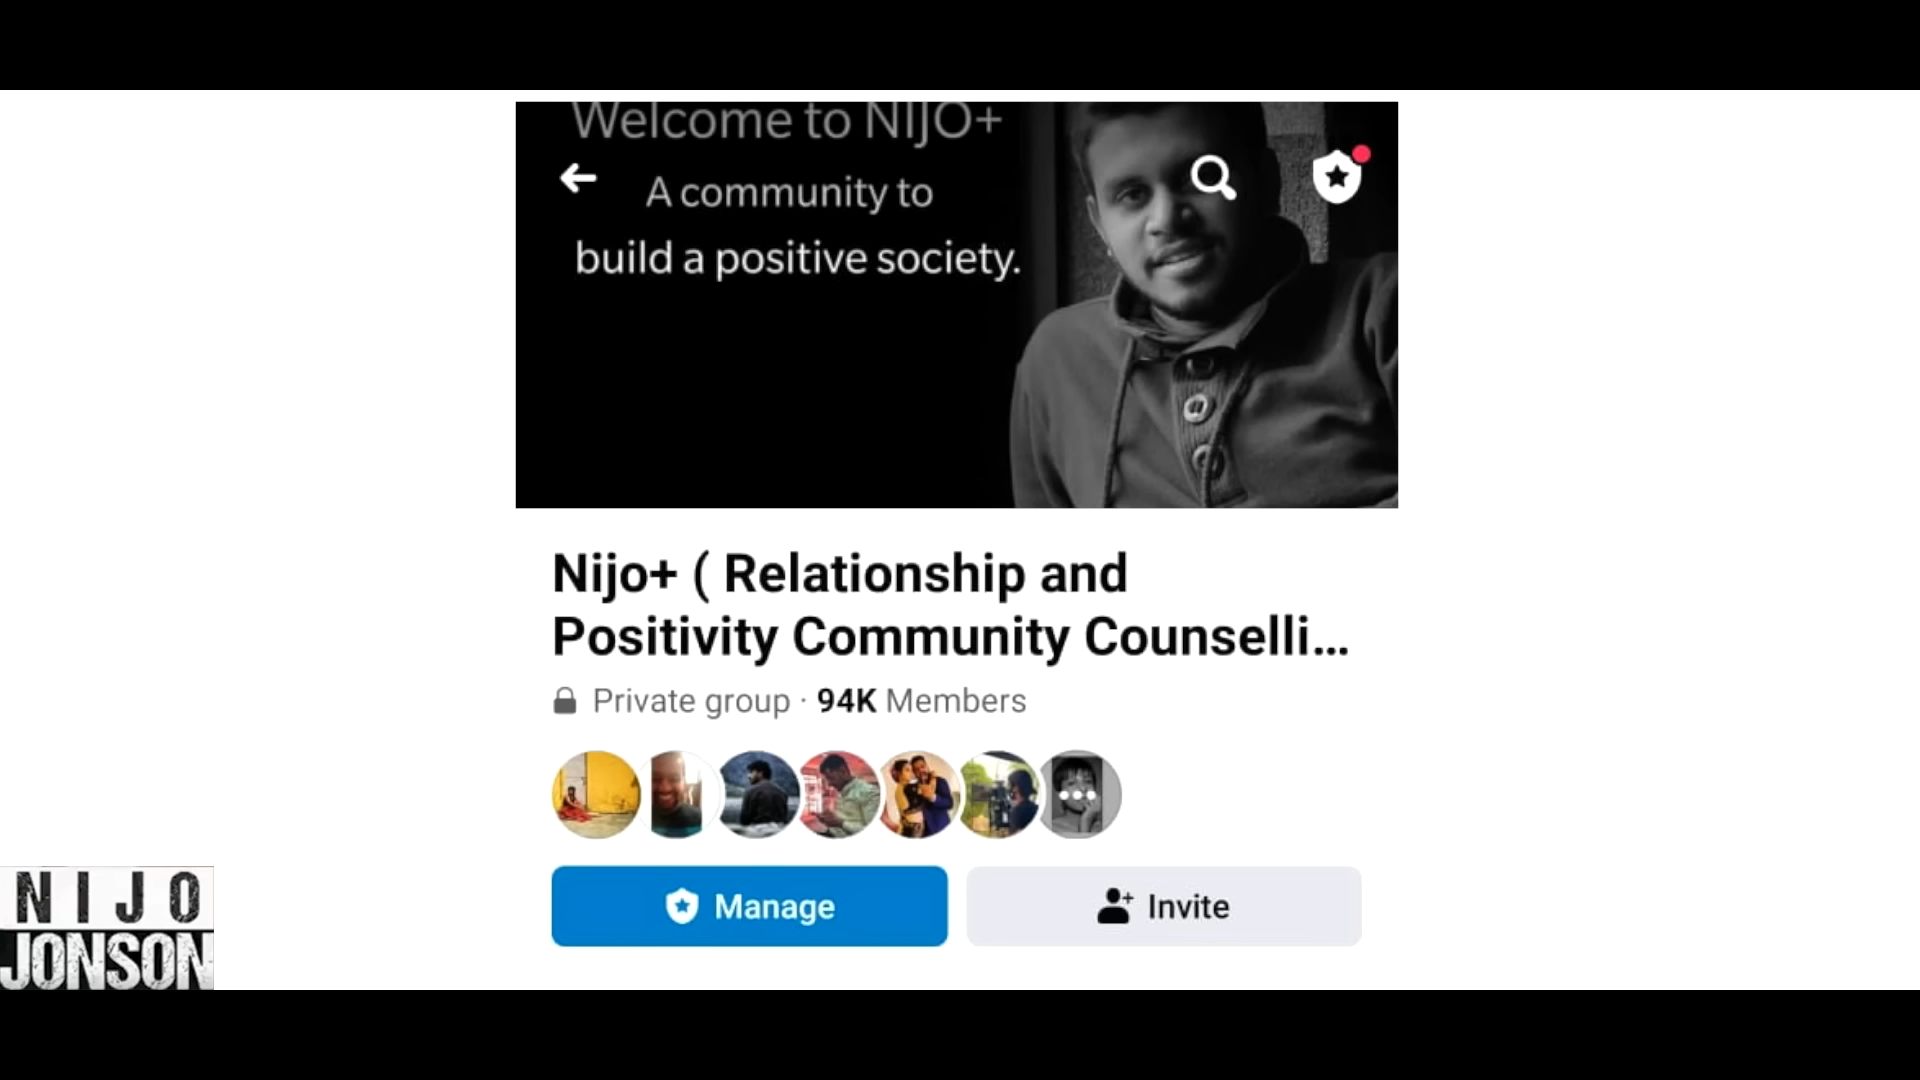 Welcome to NIJO+
A community to
build a positive society.
Nijo+ ( Relationship and
Positivity Community Counselli...
Private group · 94K Members
Manage
Invite
NIJO
JONSON